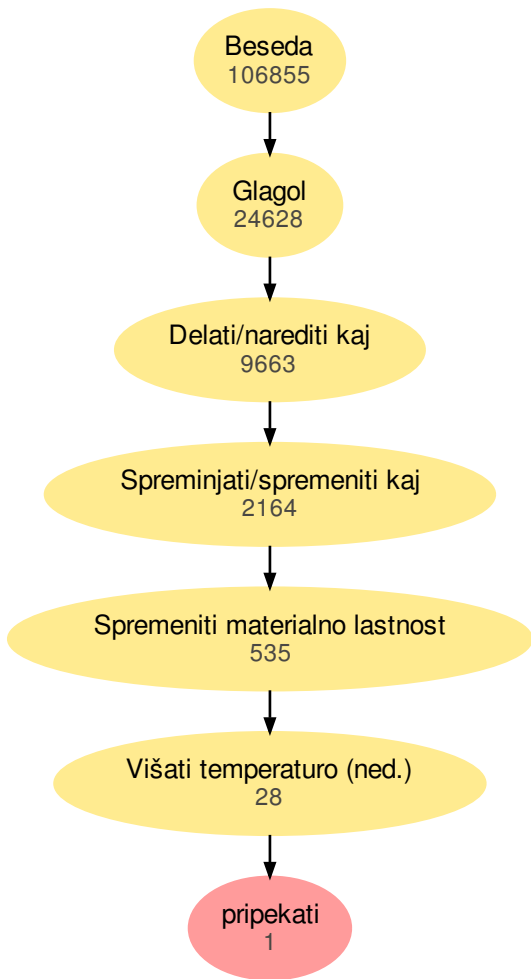 Beseda
106855
Glagol
24628
Delati/narediti kaj
9663
Spreminjati/spremeniti kaj
2164
Spremeniti materialno lastnost
535
Višati temperaturo (ned.)
28
pripekati
1